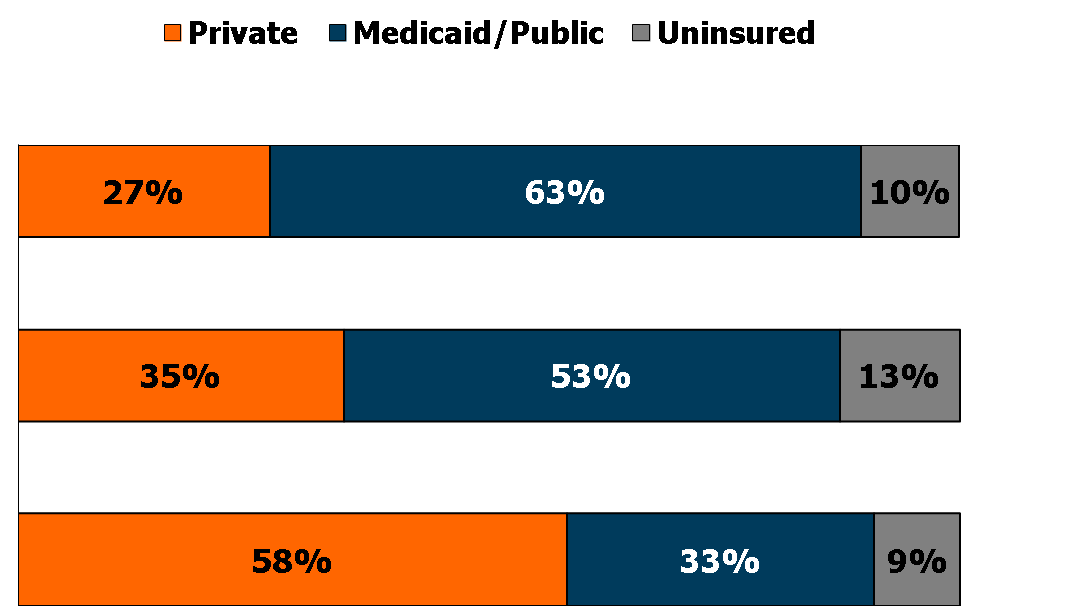 Private Medicaid/Public Uninsured
27% 63% 10%
35% 53% 13%
58% 33% 9%